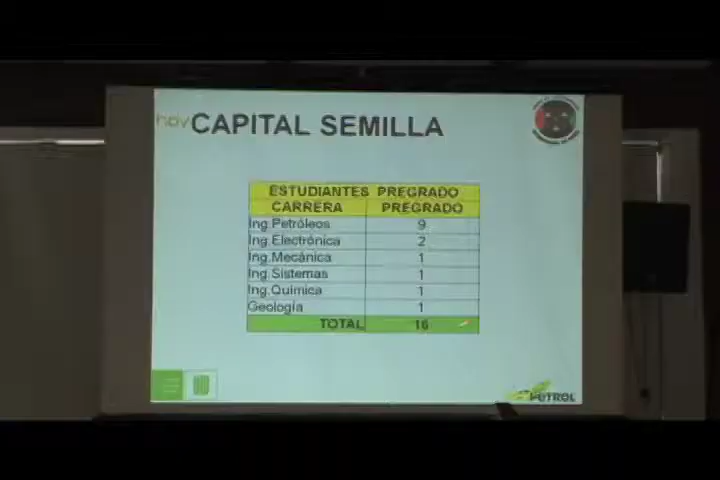 hoy CAPITAL SEMILLA
ESTUDIANTES PREGRADO
CARRERA PREGRADO
Ing.Petróleos 9
Ing.Electrónica 2
Ing.Mecánica 1
Ing.Sistemas 1
Ing.Química 1
Geología 1
TOTAL 16
PETROL